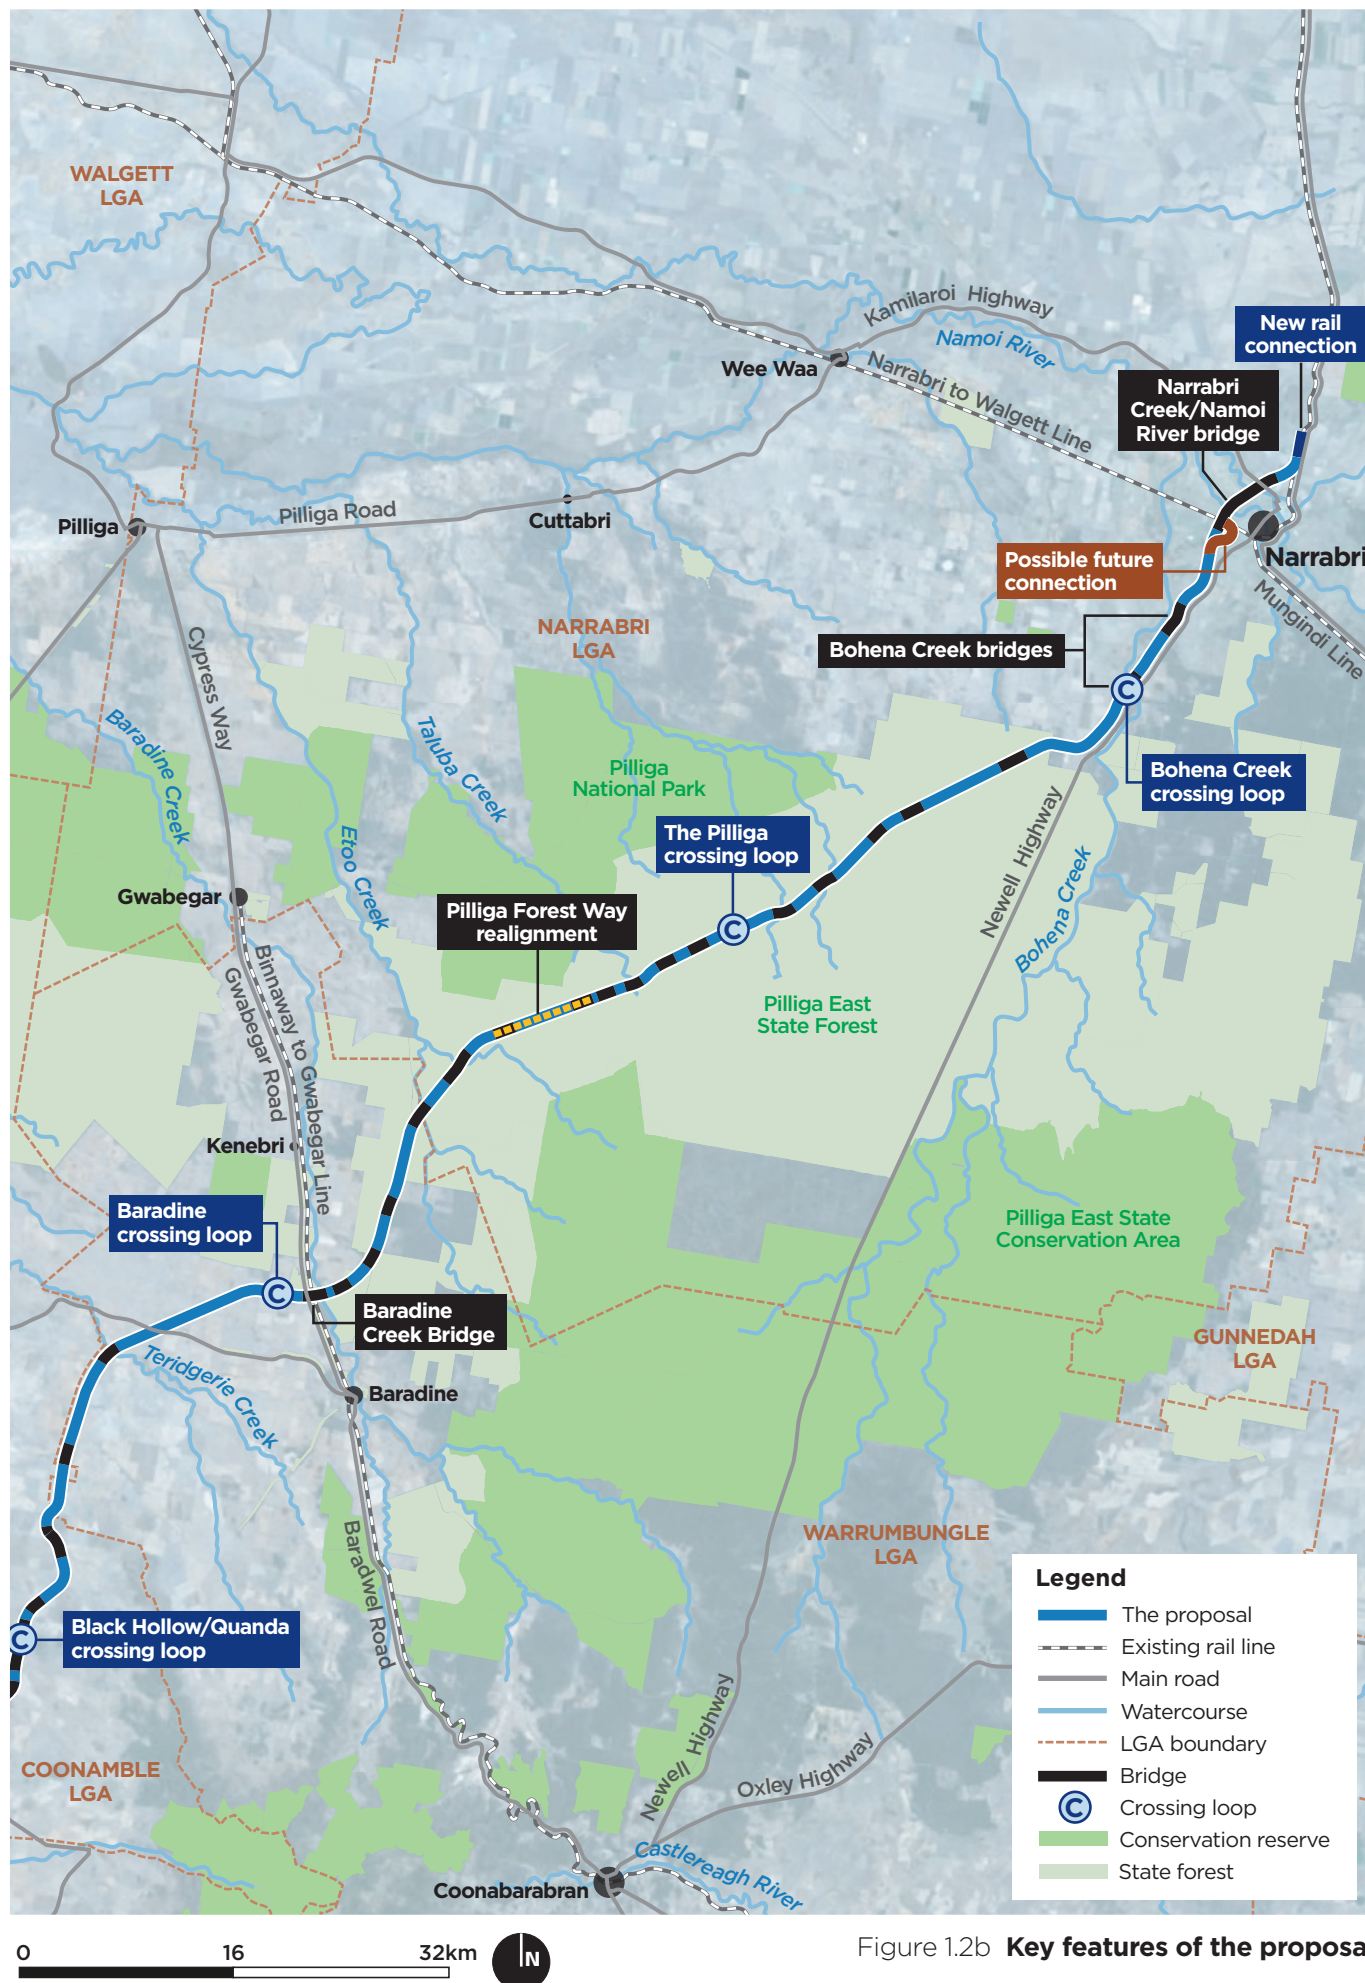 WALGETT
LGA
Kamilaroi Highway
Namoi River
New rail
connection
Wee Waa
Narrabri to Walgett Line
Narrabri
Creek/Namoi
River bridge
Pilliga
Pilliga Road
Cuttabri
Narrabri
Possible future
connection
Mungindi Line
NARRABRI
LGA
Bohena Creek bridges
C
Cypress Way
Baradine Creek
Taluba Creek
Pilliga
National Park
Bohena Creek
crossing loop
Etoo Creek
The Pilliga
crossing loop
Newell Highway
Bohena Creek
Gwabegar
Pilliga Forest Way
realignment
C
Binnaway to Gwabegar Line
Gwabegar Road
Pilliga East
State Forest
Kenebri
Baradine
crossing loop
Pilliga East State
Conservation Area
C
Baradine
Creek Bridge
GUNNEDAH
LGA
Teridgerie Creek
Baradine
Baradwel Road
WARRUMBUNGLE
LGA
Black Hollow/Quanda
crossing loop
C
Newell Highway
Oxley Highway
COONAMBLE
LGA
Castlereagh River
Coonabarabran
Legend
The proposal
Existing rail line
Main road
Watercourse
LGA boundary
Bridge
C
Crossing loop
Conservation reserve
State forest
0 16 32km
N
Figure 1.2b Key features of the proposa